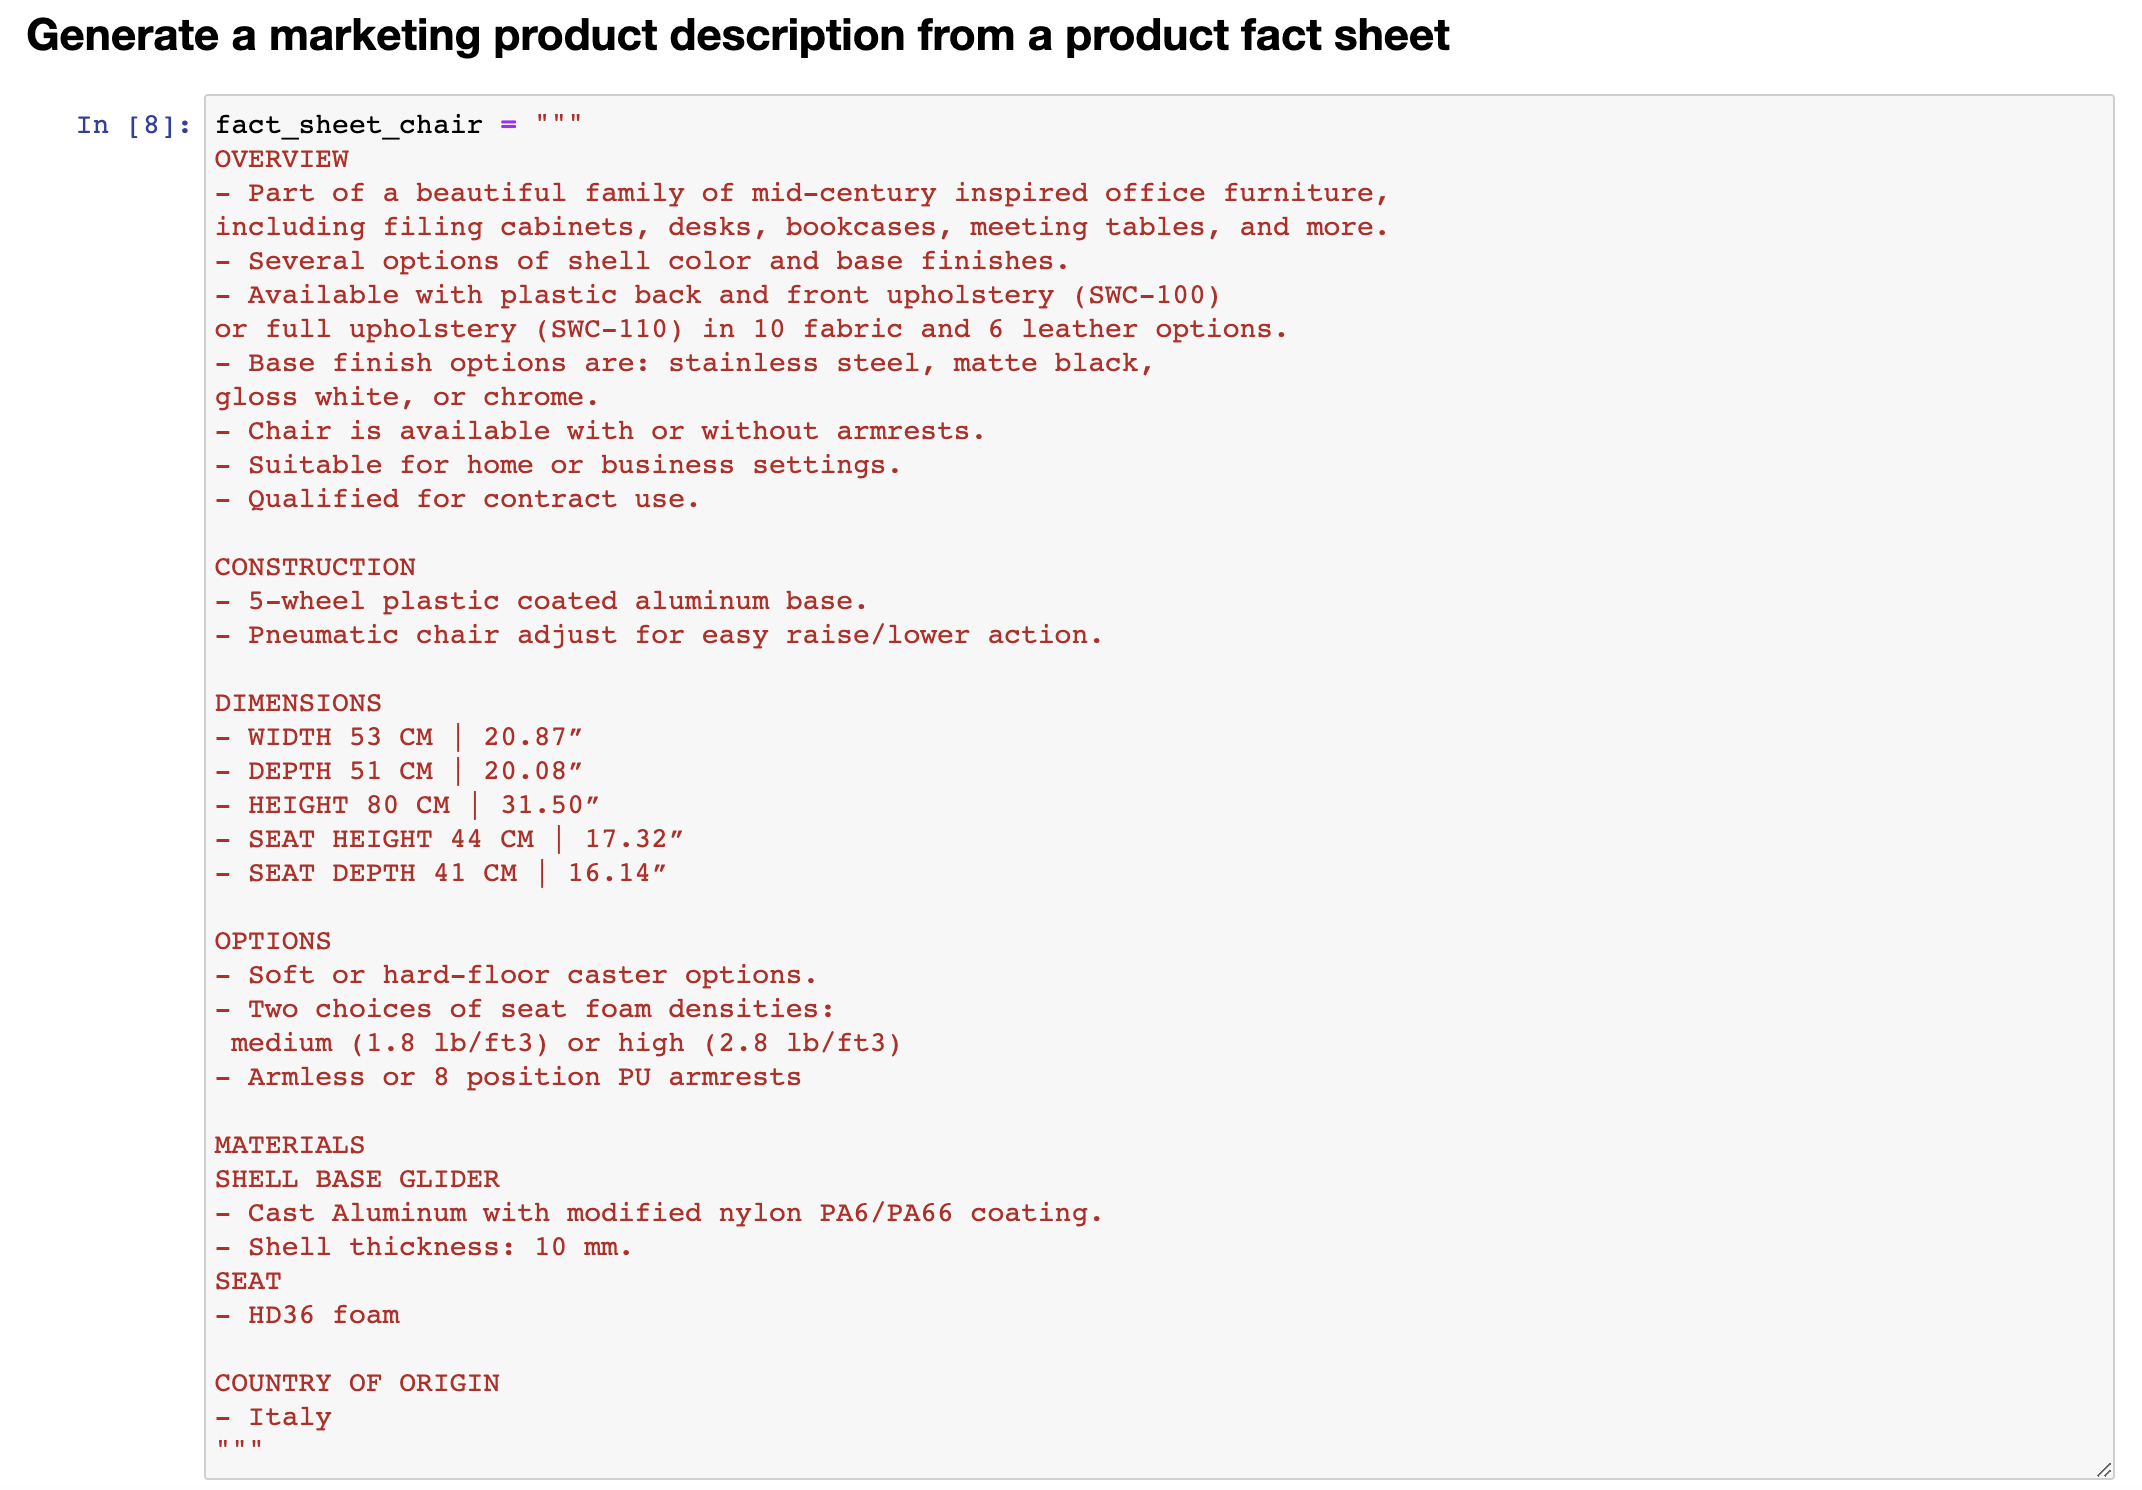 Generate a marketing product description from a product fact sheet
In [8]: fact_sheet_chair = """
OVERVIEW
- Part of a beautiful family of mid-century inspired office furniture,
including filing cabinets, desks, bookcases, meeting tables, and more.
- Several options of shell color and base finishes.
- Available with plastic back and front upholstery (SWC-100)
or full upholstery (SWC-110) in 10 fabric and 6 leather options.
- Base finish options are: stainless steel, matte black,
gloss white, or chrome.
- Chair is available with or without armrests.
- Suitable for home or business settings.
- Qualified for contract use.

CONSTRUCTION
- 5-wheel plastic coated aluminum base.
- Pneumatic chair adjust for easy raise/lower action.

DIMENSIONS
- WIDTH 53 CM | 20.87”
- DEPTH 51 CM | 20.08”
- HEIGHT 80 CM | 31.50”
- SEAT HEIGHT 44 CM | 17.32”
- SEAT DEPTH 41 CM | 16.14”

OPTIONS
- Soft or hard-floor caster options.
- Two choices of seat foam densities:
 medium (1.8 lb/ft3) or high (2.8 lb/ft3)
- Armless or 8 position PU armrests

MATERIALS
SHELL BASE GLIDER
- Cast Aluminum with modified nylon PA6/PA66 coating.
- Shell thickness: 10 mm.
SEAT
- HD36 foam

COUNTRY OF ORIGIN
- Italy
"""